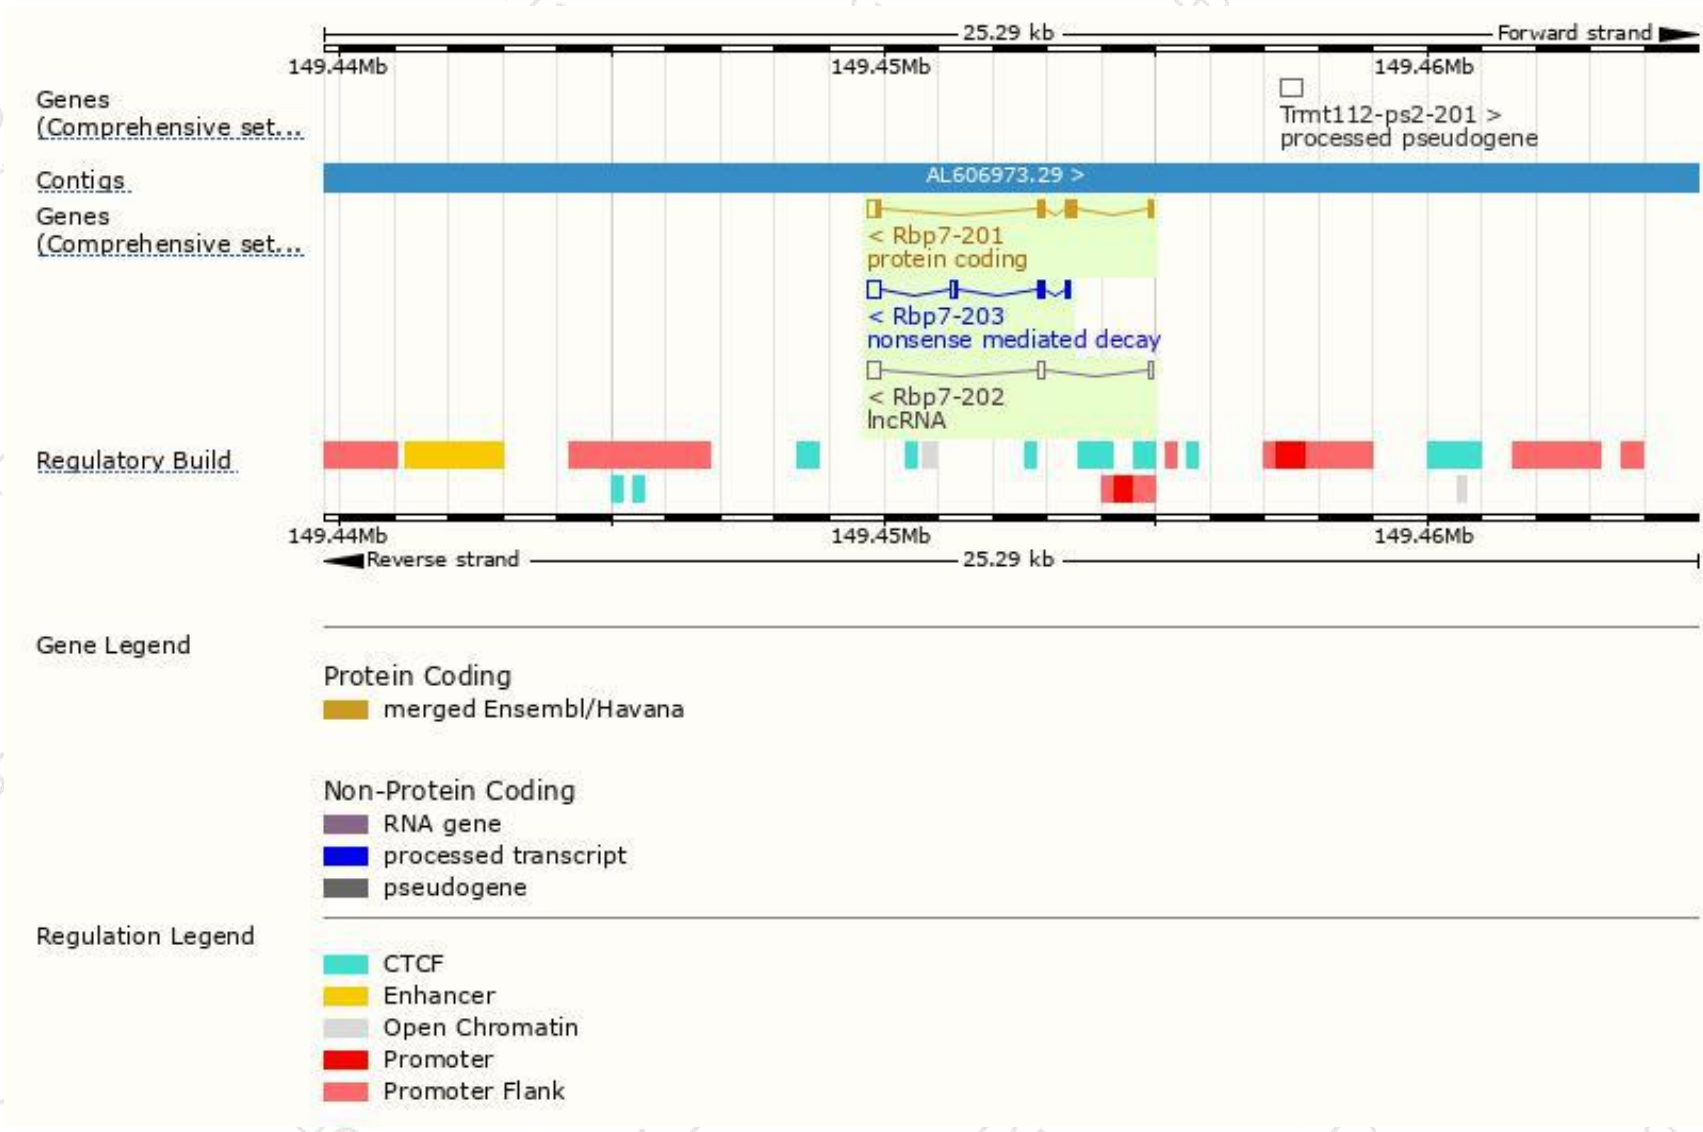 25.29 kb Forward strand
149.44Mb 149.45Mb 149.46Mb
Genes
(Comprehensive set...
Trmt112-ps2-201 >
processed pseudogene
Contigs
AL606973.29 >
Genes
(Comprehensive set...
< Rbp7-201
protein coding
< Rbp7-203
nonsense mediated decay
< Rbp7-202
lncRNA
Regulatory Build
149.44Mb 149.45Mb 149.46Mb
Reverse strand 25.29 kb
Gene Legend
Protein Coding
merged Ensembl/Havana
Non-Protein Coding
RNA gene
processed transcript
pseudogene
Regulation Legend
CTCF
Enhancer
Open Chromatin
Promoter
Promoter Flank